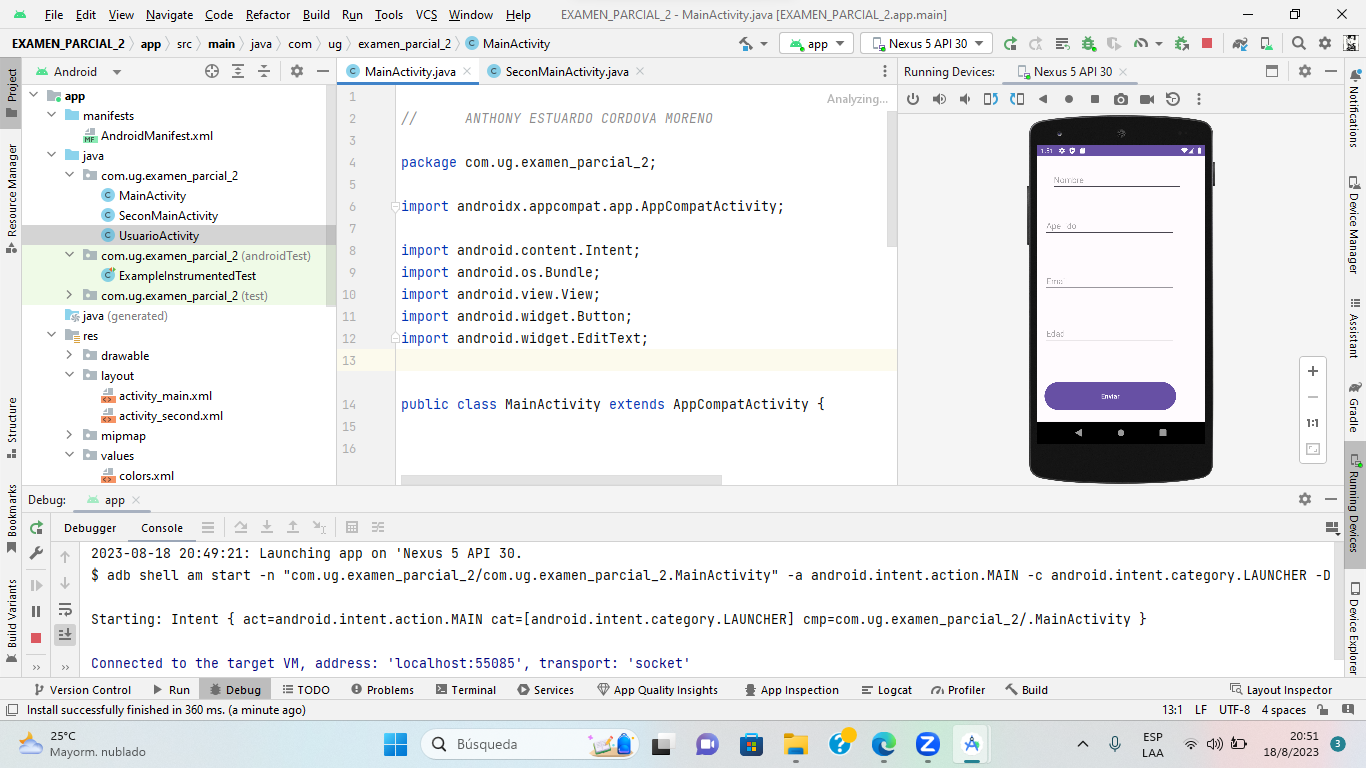 File Edit View Navigate Code Refactor Build Run Tools VCS Window Help EXAMEN_PARCIAL_2 - MainActivity.java [EXAMEN_PARCIAL_2.app.main]
EXAMEN_PARCIAL_2 app src main java com ug examen_parcial_2 MainActivity app Nexus 5 API 30
Project
Resource Manager
Structure
Bookmarks
Build Variants
Android
app
manifests
AndroidManifest.xml
java
com.ug.examen_parcial_2
MainActivity
SeconMainActivity
UsuarioActivity
com.ug.examen_parcial_2 (androidTest)
ExampleInstrumentedTest
com.ug.examen_parcial_2 (test)
java (generated)
res
drawable
layout
activity_main.xml
activity_second.xml
mipmap
values
colors.xml
MainActivity.java SeconMainActivity.java
Analyzing...
1
2 // ANTHONY ESTUARDO CORDOVA MORENO
3
4 package com.ug.examen_parcial_2;
5
6 import androidx.appcompat.app.AppCompatActivity;
7
8 import android.content.Intent;
9 import android.os.Bundle;
10 import android.view.View;
11 import android.widget.Button;
12 import android.widget.EditText;
13
14 public class MainActivity extends AppCompatActivity {
15
16
Running Devices: Nexus 5 API 30
1:51
Nombre
Apellido
Email
Edad
Enviar
1:1
Notifications
Device Manager
Assistant
Gradle
Running Devices
Device Explorer
Debug: app
Debugger Console
2023-08-18 20:49:21: Launching app on 'Nexus 5 API 30.
$ adb shell am start -n "com.ug.examen_parcial_2/com.ug.examen_parcial_2.MainActivity" -a android.intent.action.MAIN -c android.intent.category.LAUNCHER -D
Starting: Intent { act=android.intent.action.MAIN cat=[android.intent.category.LAUNCHER] cmp=com.ug.examen_parcial_2/.MainActivity }
Connected to the target VM, address: 'localhost:55085', transport: 'socket'
Version Control Run Debug TODO Problems Terminal Services App Quality Insights App Inspection Logcat Profiler Build Layout Inspector
Install successfully finished in 360 ms. (a minute ago) 13:1 LF UTF-8 4 spaces
25°C
Mayorm. nublado
Búsqueda
ESP
LAA
20:51
18/8/2023
3